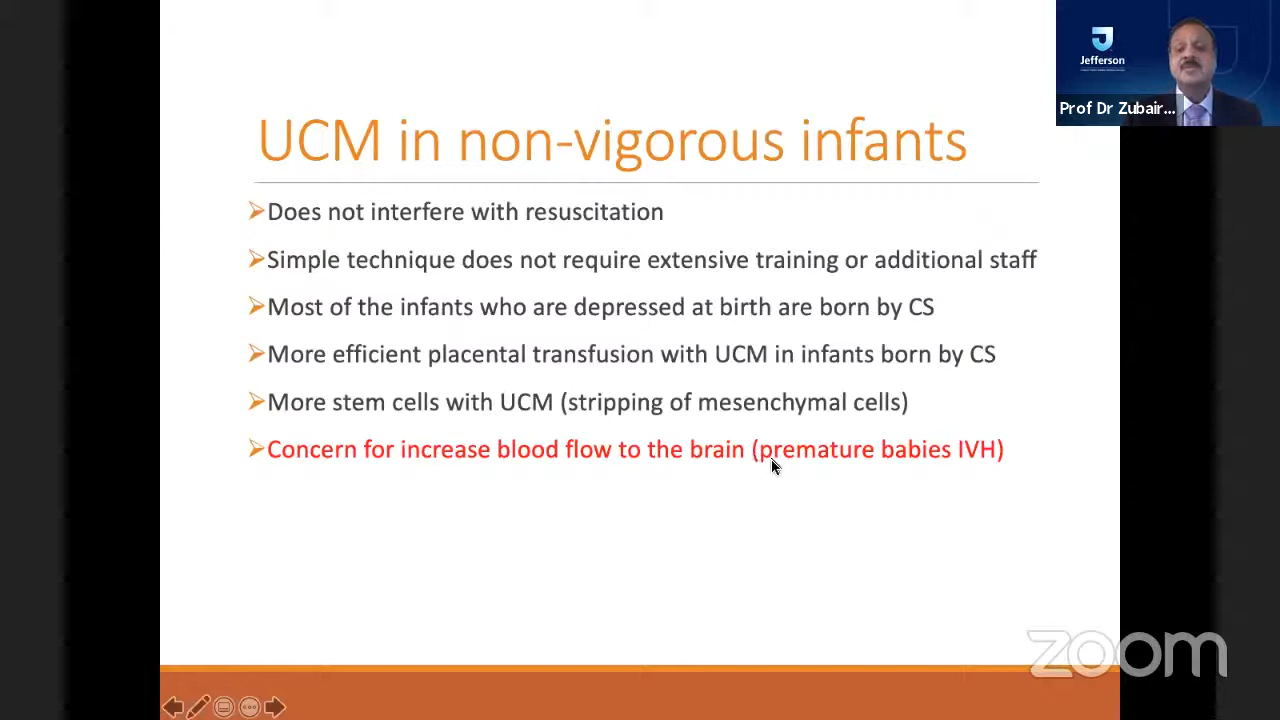 Jefferson
Prof Dr Zubair...
UCM in non-vigorous infants
Does not interfere with resuscitation
Simple technique does not require extensive training or additional staff
Most of the infants who are depressed at birth are born by CS
More efficient placental transfusion with UCM in infants born by CS
More stem cells with UCM (stripping of mesenchymal cells)
Concern for increase blood flow to the brain (premature babies IVH)
zoom